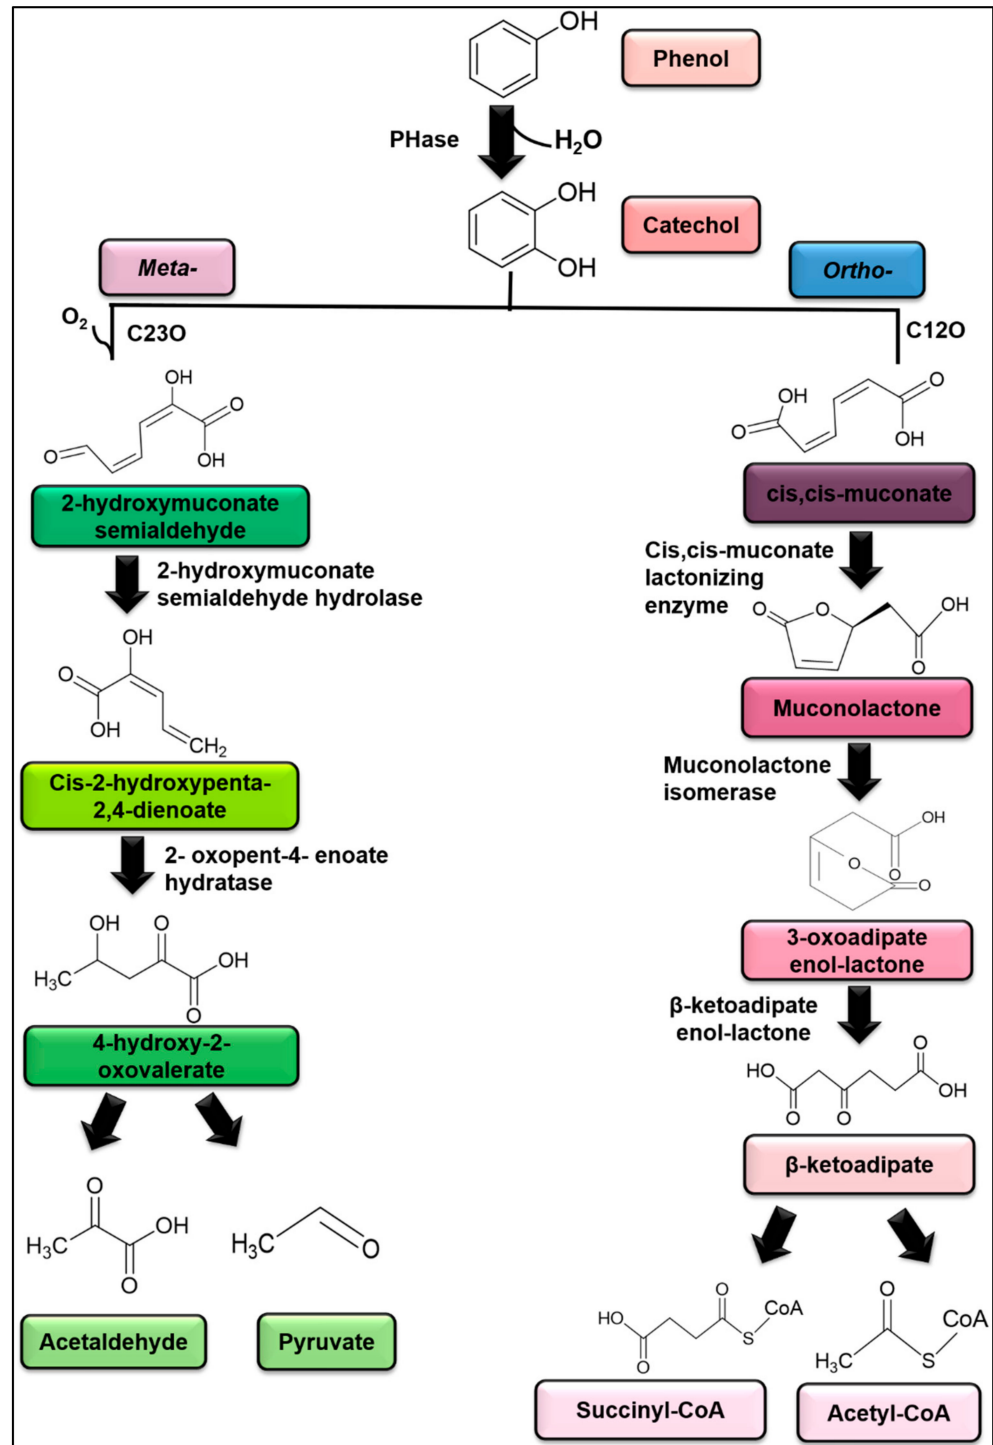 OH
Phenol
PHase
H2O
OH
OH
Catechol
Meta-
Ortho-
O2
C23O
C12O
OH
O
O
OH
OH
O
O
OH
2-hydroxymuconate
semialdehyde
cis,cis-muconate
2-hydroxymuconate
semialdehyde hydrolase
Cis,cis-muconate
lactonizing
enzyme
O
O
OH
O
OH
O
OH
CH2
Muconolactone
Cis-2-hydroxypenta-
2,4-dienoate
Muconolactone
isomerase
2- oxopent-4- enoate
hydratase
OH
O
O
O
OH
O
H3C
OH
O
3-oxoadipate
enol-lactone
4-hydroxy-2-
oxovalerate
β-ketoadipate
enol-lactone
HO
O
O
O
OH
β-ketoadipate
O
H3C
OH
O
H3C
O
HO
O
O
S
CoA
O
H3C
S
CoA
Acetaldehyde
Pyruvate
Succinyl-CoA
Acetyl-CoA